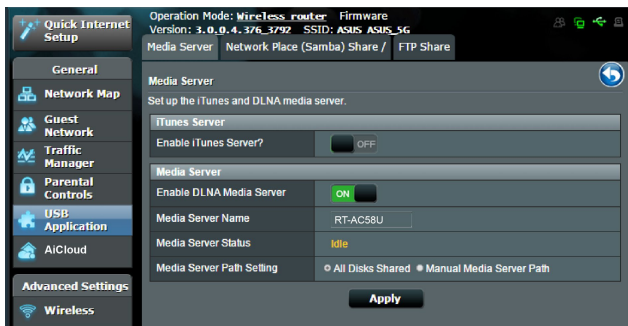 Quick Internet
Setup
General
Network Map
Guest
Network
Traffic
Manager
Parental
Controls
USB
Application
AiCloud
Advanced Settings
Wireless
Operation Mode: Wireless router Firmware
Version: 3.0.0.4.376_3792 SSID: ASUS ASUS_5G
Media Server Network Place (Samba) Share / FTP Share
Media Server
Set up the iTunes and DLNA media server.
iTunes Server
Enable iTunes Server? OFF
Media Server
Enable DLNA Media Server ON
Media Server Name RT-AC58U
Media Server Status Idle
Media Server Path Setting All Disks Shared Manual Media Server Path
Apply